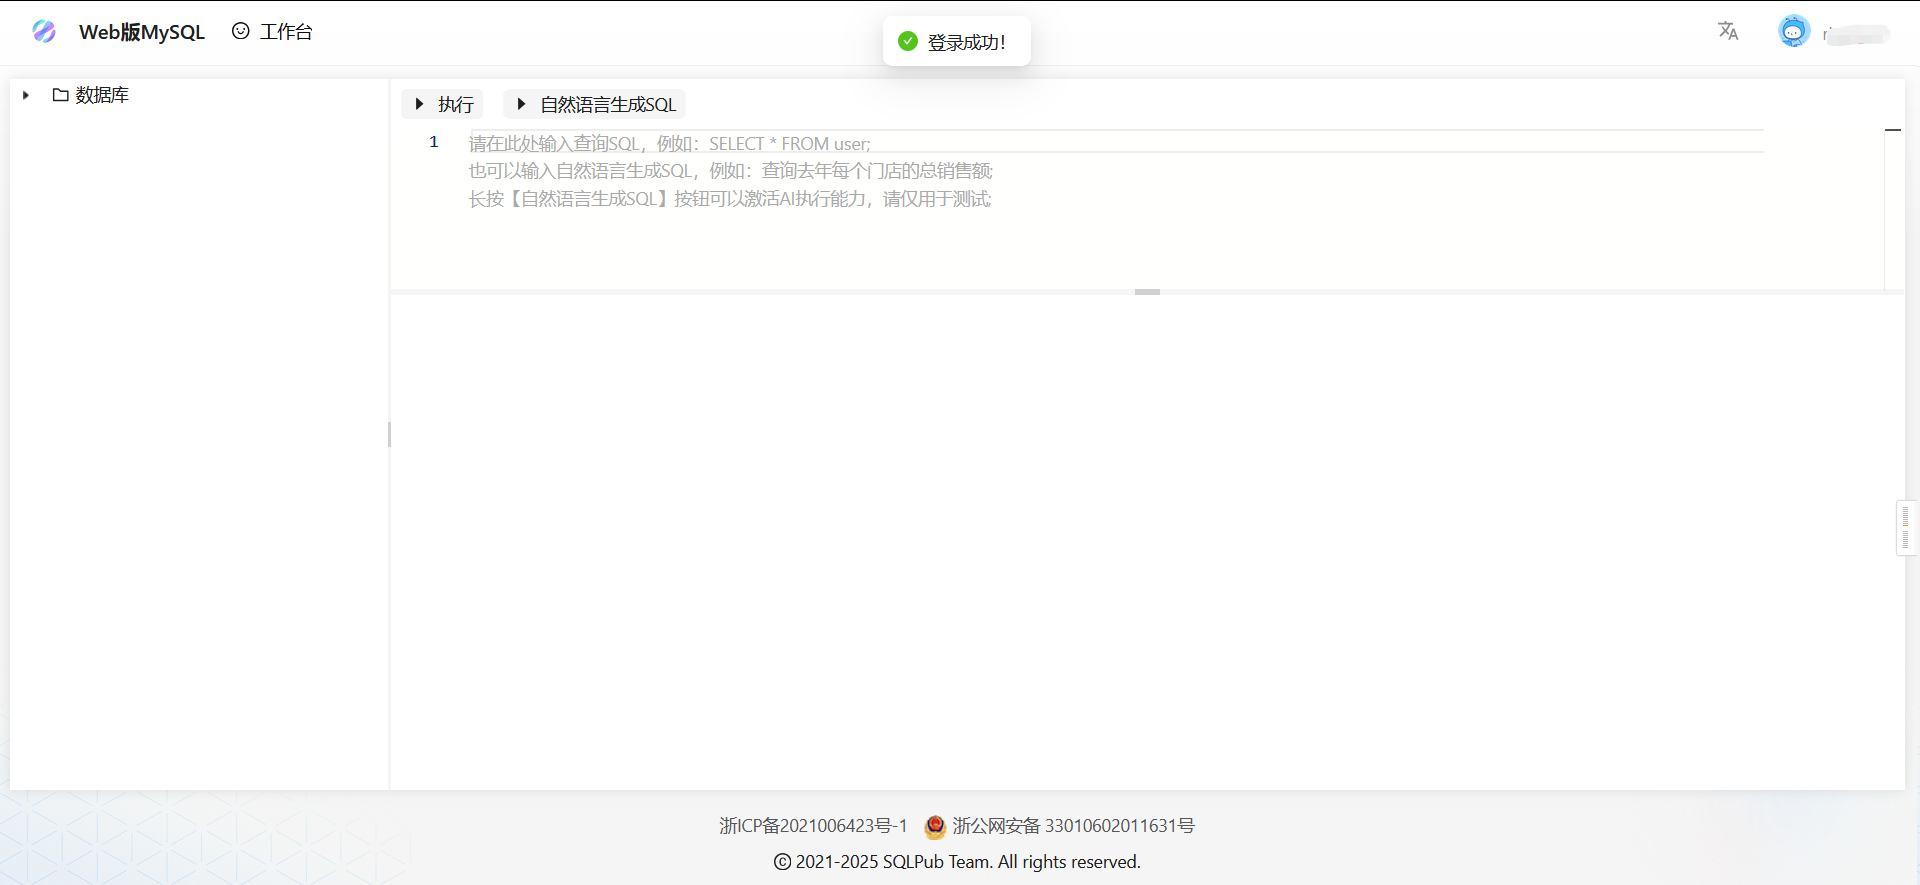 Web版MySQL
工作台
登录成功！
数据库
执行
自然语言生成SQL
1
请在此处输入查询SQL，例如：SELECT * FROM user;
也可以输入自然语言生成SQL，例如：查询去年每个门店的总销售额;
长按【自然语言生成SQL】按钮可以激活AI执行能力，请仅用于测试;
浙ICP备2021006423号-1
浙公网安备 33010602011631号
© 2021-2025 SQLPub Team. All rights reserved.